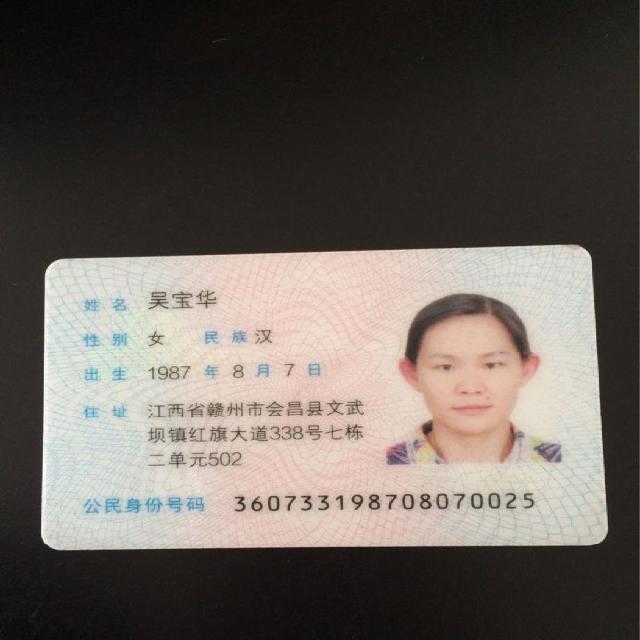 姓名 吴宝华
性别 女 民族 汉
出生 1987 年 8 月 7 日
住址 江西省赣州市会昌县文武
坝镇红旗大道338号七栋
二单元502
公民身份号码 360733198708070025